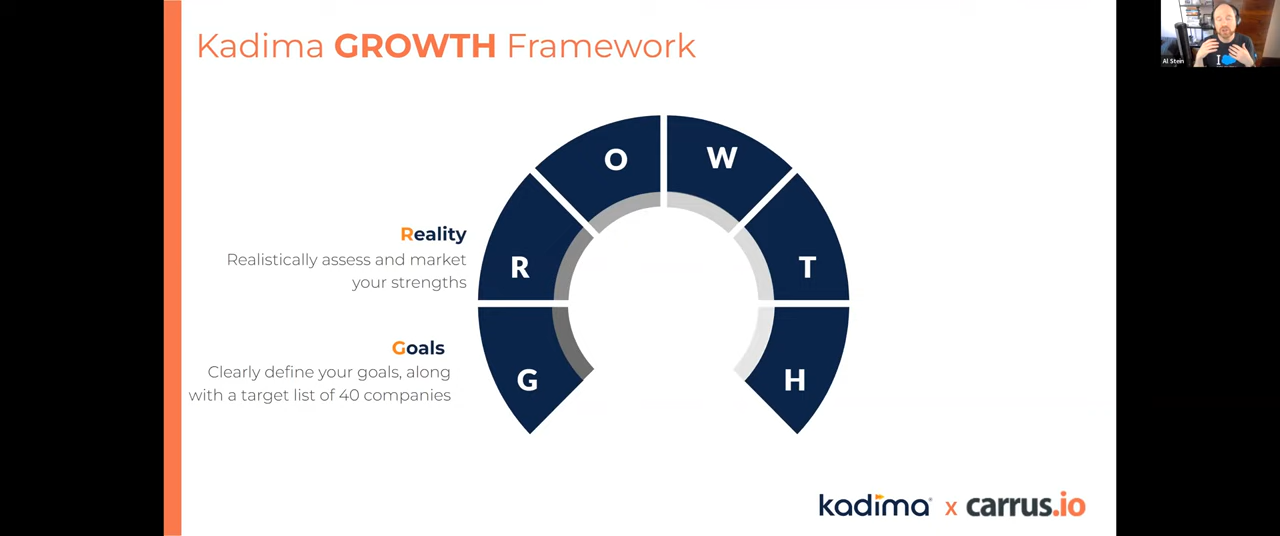 Kadima GROWTH Framework
Al Stein
O
W
Reality
Realistically assess and market
your strengths
R
T
Goals
Clearly define your goals, along
with a target list of 40 companies
G
H
kadima® x carrus.io